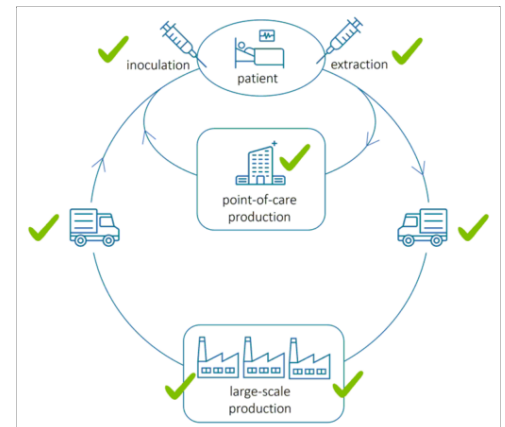 inoculation
extraction
patient
point-of-care
production
large-scale
production